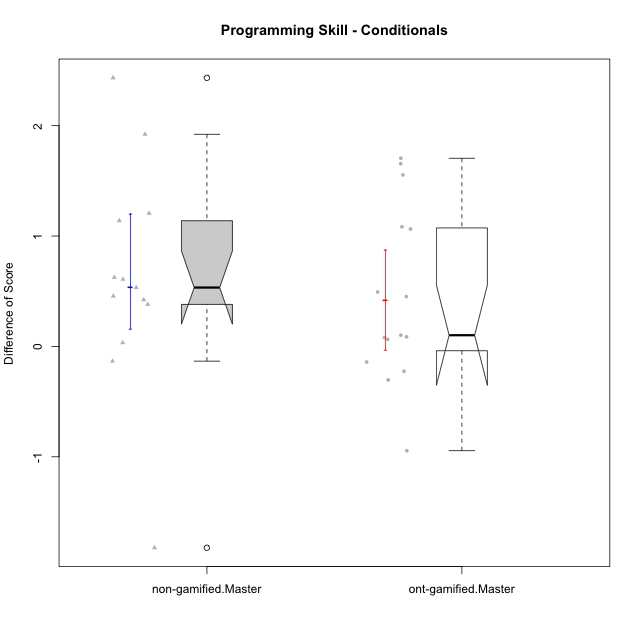 Programming Skill - Conditionals
Difference of Score
2
1
0
-1
non-gamified.Master
ont-gamified.Master